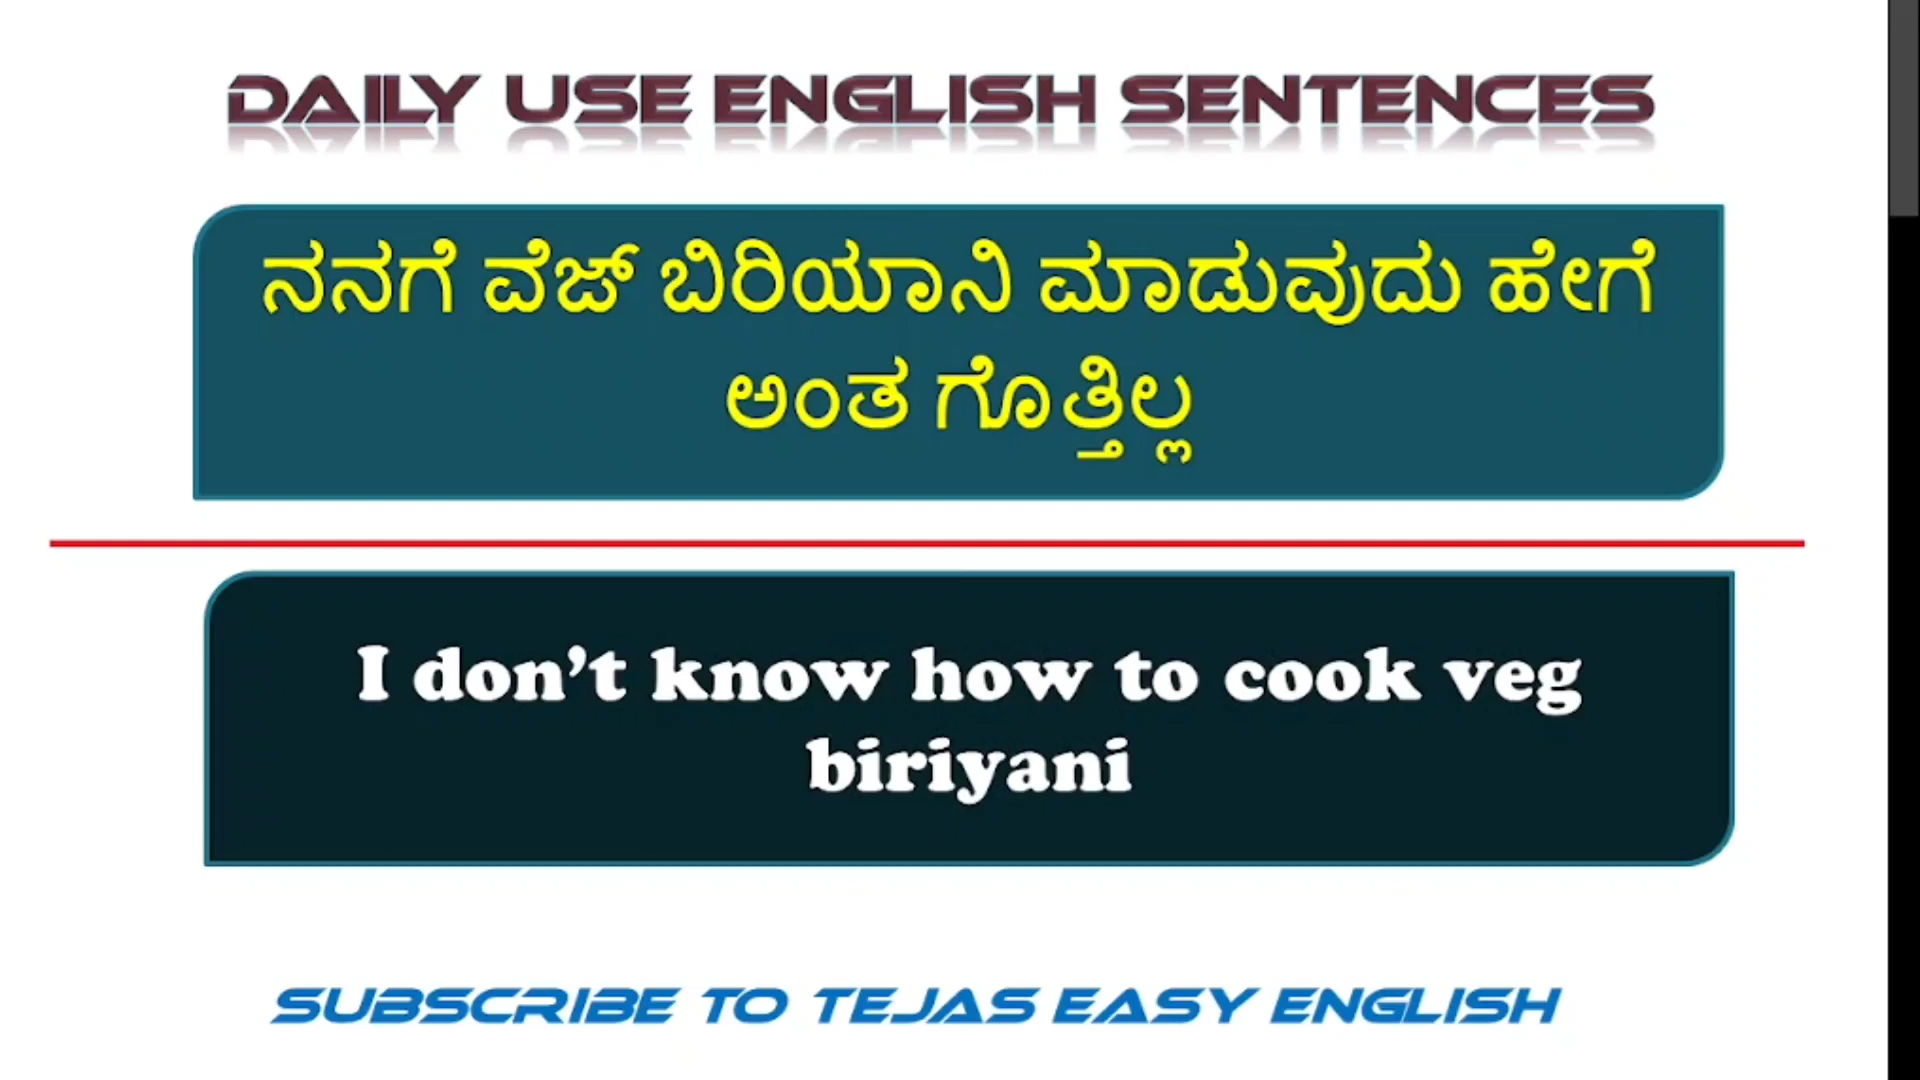 DAILY USE ENGLISH SENTENCES
ನನಗೆ ವೆಜ್ ಬಿರಿಯಾನಿ ಮಾಡುವುದು ಹೇಗೆ
ಅಂತ ಗೊತ್ತಿಲ್ಲ
I don’t know how to cook veg
biriyani
SUBSCRIBE TO TEJAS EASY ENGLISH